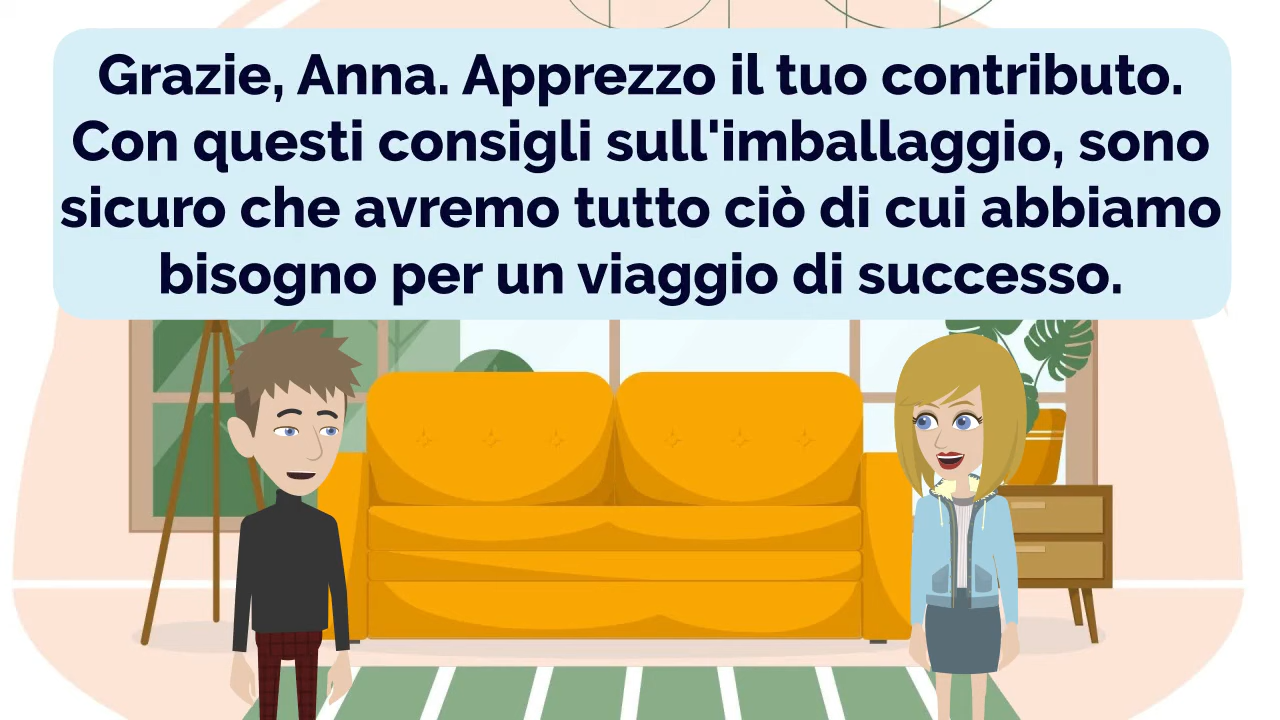 Grazie, Anna. Apprezzo il tuo contributo.
Con questi consigli sull'imballaggio, sono
sicuro che avremo tutto ciò di cui abbiamo
bisogno per un viaggio di successo.